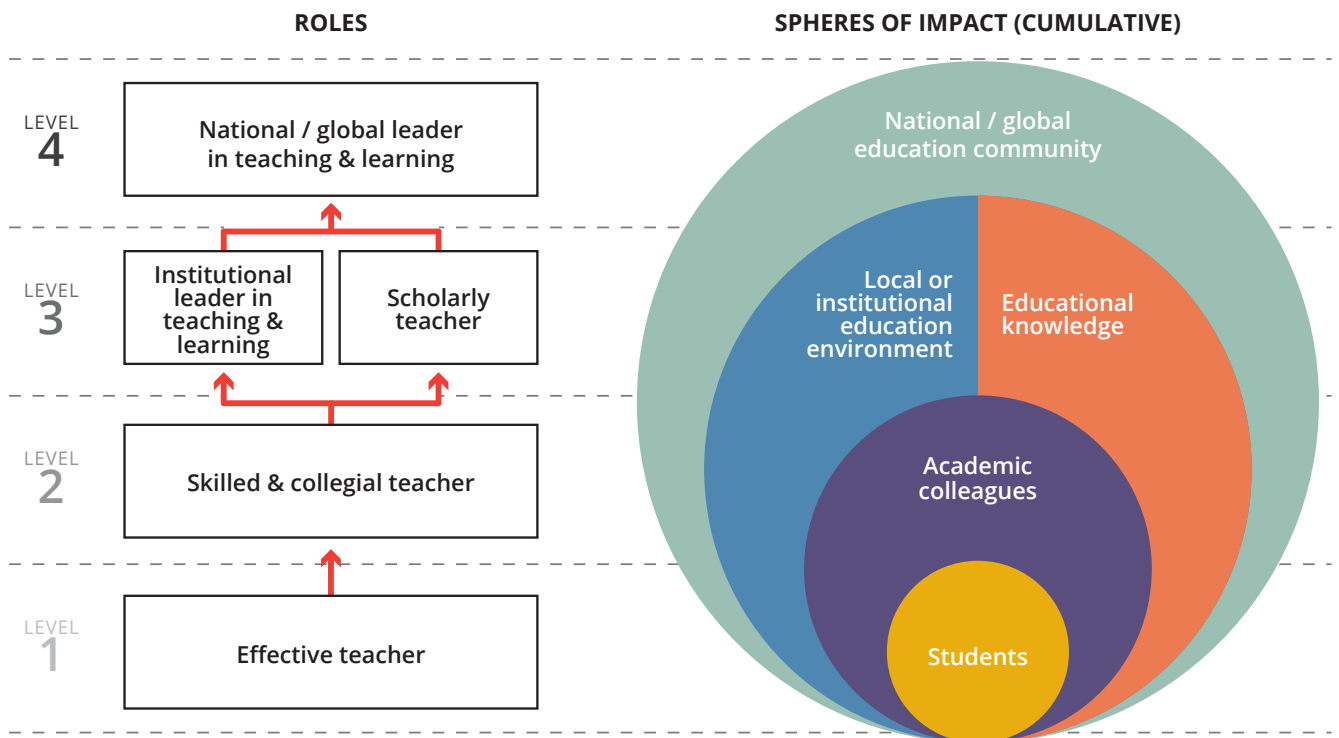 ROLES
SPHERES OF IMPACT (CUMULATIVE)
LEVEL
4
National / global leader
in teaching & learning
National / global
education community
LEVEL
3
Institutional
leader in
teaching &
learning
Scholarly
teacher
Local or
institutional
education
environment
Educational
knowledge
LEVEL
2
Skilled & collegial teacher
Academic
colleagues
LEVEL
1
Effective teacher
Students